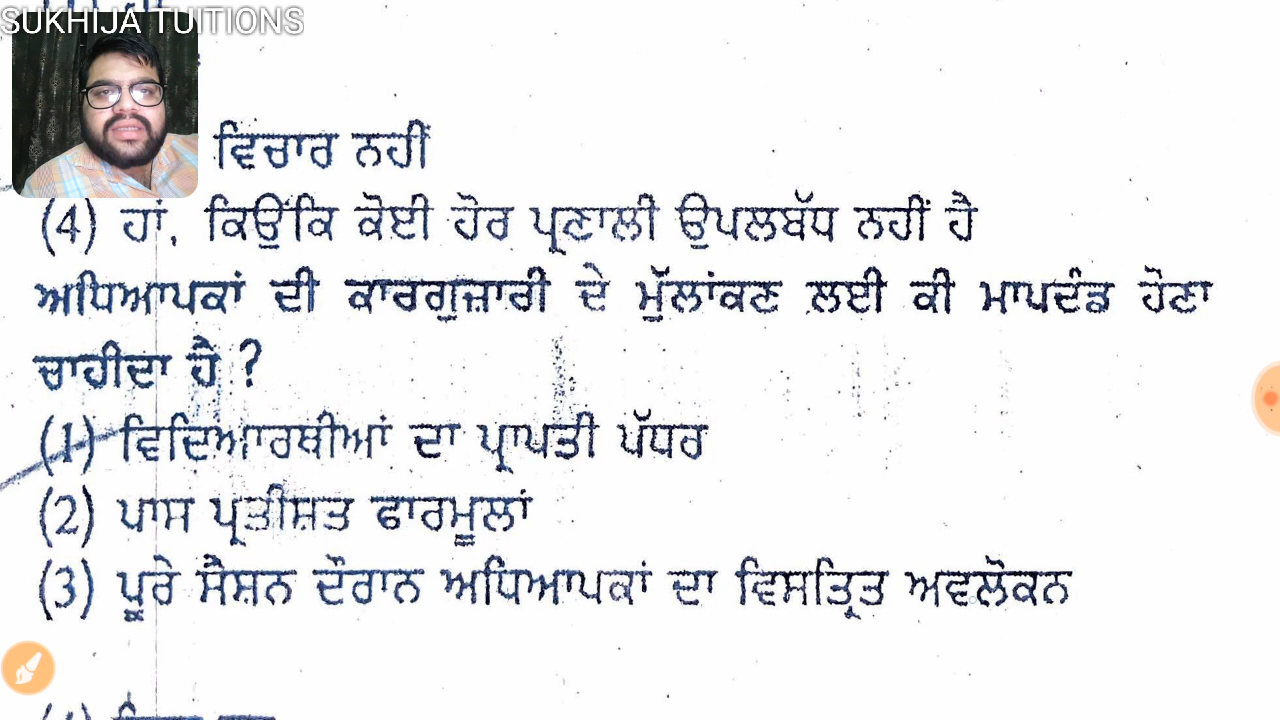 SUKHIJA TUITIONS
ਵਿਚਾਰ ਨਹੀਂ
(4) ਹਾਂ, ਕਿਉਂਕਿ ਕੋਈ ਹੋਰ ਪ੍ਰਣਾਲੀ ਉਪਲਬੱਧ ਨਹੀਂ ਹੈ
ਅਧਿਆਪਕਾਂ ਦੀ ਕਾਰਗੁਜ਼ਾਰੀ ਦੇ ਮੁੱਲਾਂਕਣ ਲਈ ਕੀ ਮਾਪਦੰਡ ਹੋਣਾ
ਚਾਹੀਦਾ ਹੈ ?
(1) ਵਿਦਿਆਰਥੀਆਂ ਦਾ ਪ੍ਰਾਪਤੀ ਪੱਧਰ
(2) ਪਾਸ ਪ੍ਰਤੀਸ਼ਤ ਫਾਰਮੂਲਾਂ
(3) ਪੂਰੇ ਸੈਸ਼ਨ ਦੌਰਾਨ ਅਧਿਆਪਕਾਂ ਦਾ ਵਿਸਤ੍ਰਿਤ ਅਵਲੋਕਨ